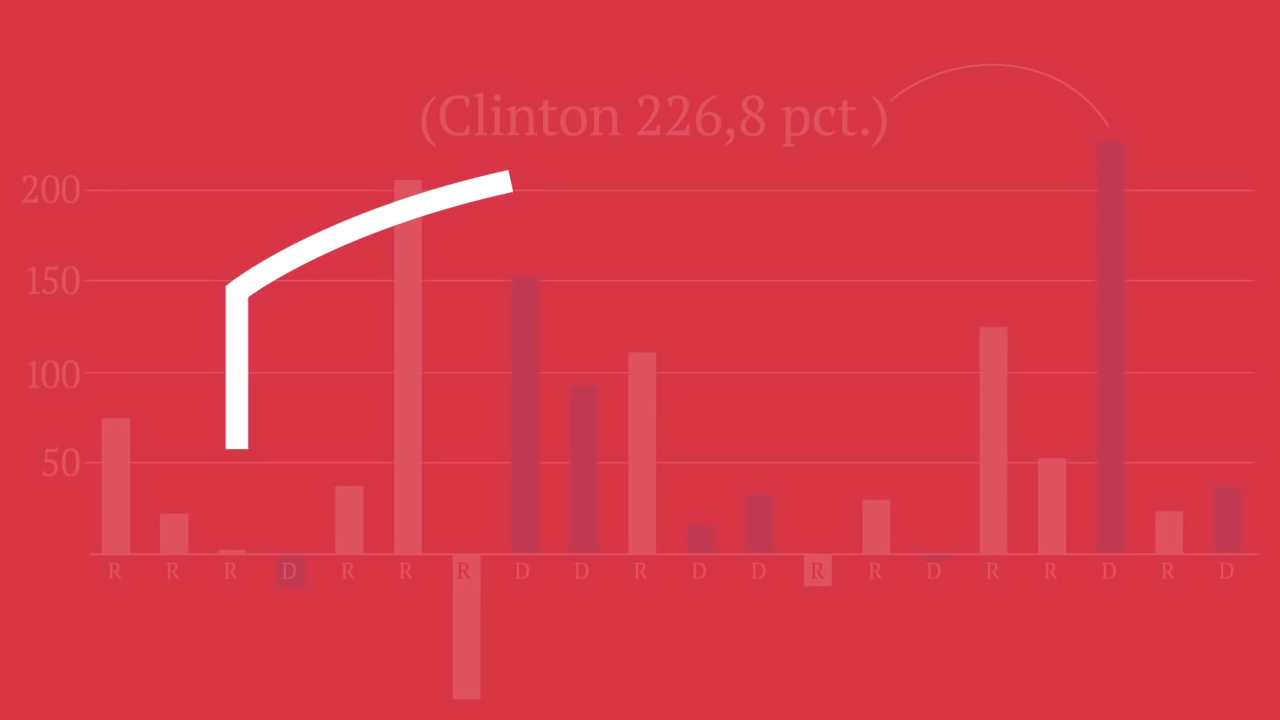 (Clinton 226,8 pct.)
200
150
100
50
R R R D R R R D D R D D R R D R R D R D